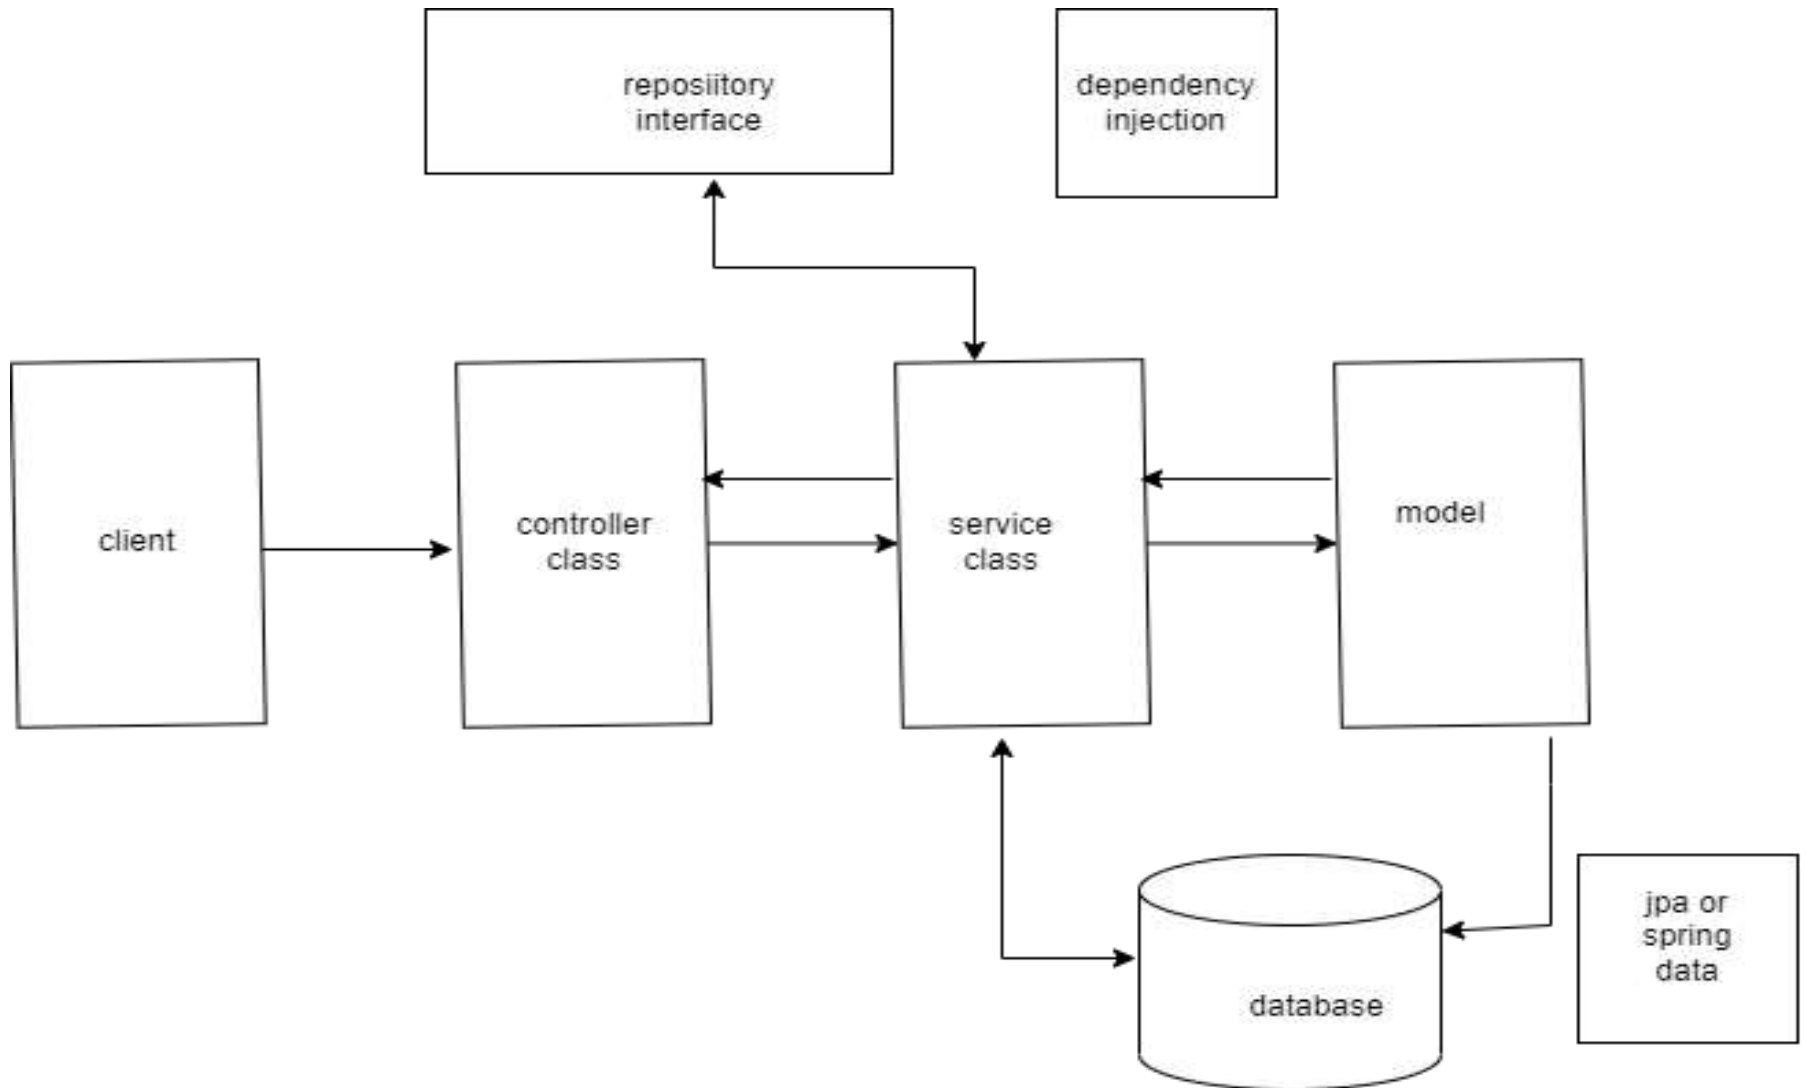 reposiitory
interface
dependency
injection
client
controller
class
service
class
model
jpa or
spring
data
database